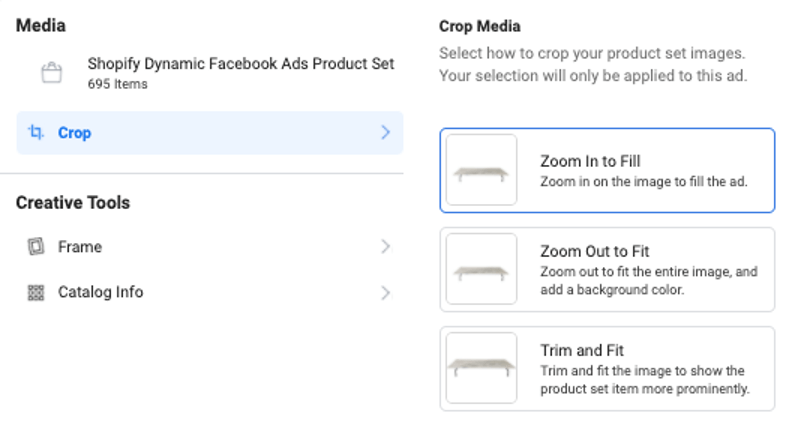 Media
Shopify Dynamic Facebook Ads Product Set
695 Items
Crop
Creative Tools
Frame
Catalog Info
Crop Media
Select how to crop your product set images.
Your selection will only be applied to this ad.
Zoom In to Fill
Zoom in on the image to fill the ad.
Zoom Out to Fit
Zoom out to fit the entire image, and
add a background color.
Trim and Fit
Trim and fit the image to show the
product set item more prominently.